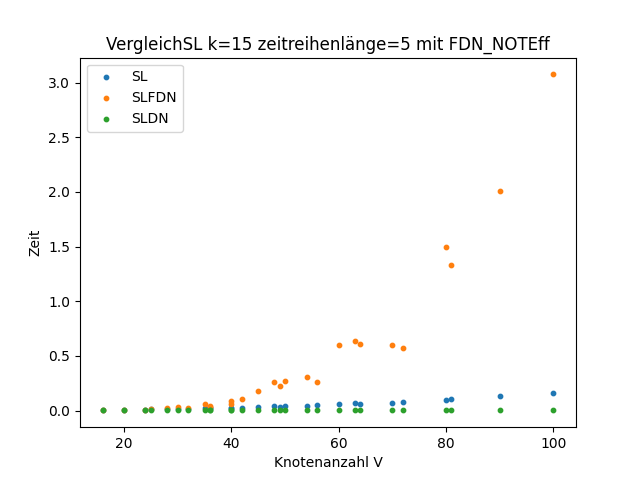 VergleichSL k=15 zeitreihenlänge=5 mit FDN_NOTEff
SL
SLFDN
SLDN
3.0
2.5
2.0
1.5
1.0
0.5
0.0
Zeit
20 40 60 80 100
Knotenanzahl V